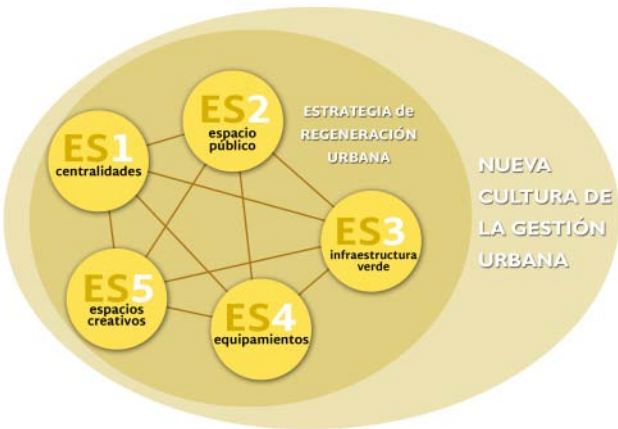 ES1
centralidades
ES2
espacio
público
ESTRATEGIA de
REGENERACIÓN
URBANA
ES3
infraestructura
verde
ES4
equipamientos
ES5
espacios
creativos
NUEVA
CULTURA DE
LA GESTIÓN
URBANA